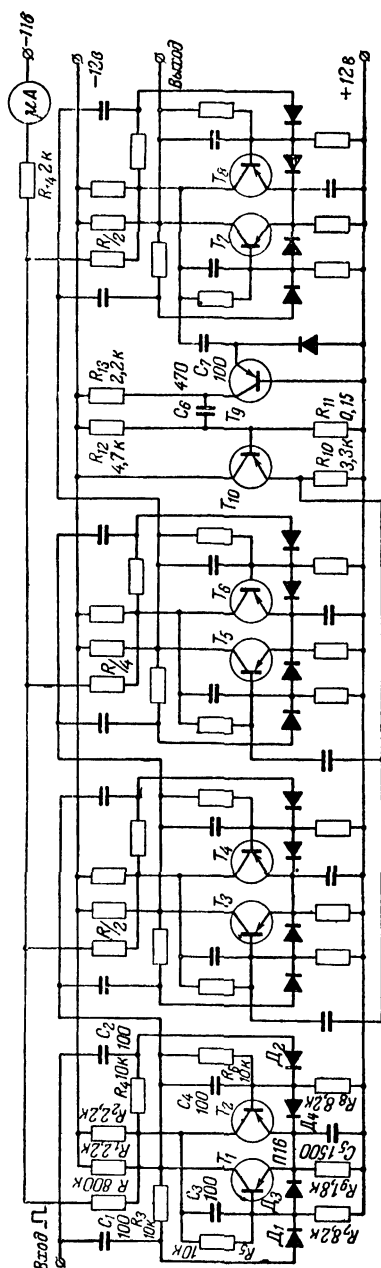 -11в
μА
R14 2к
-12в
Выход
+12в
R/2
T7
T8
R13
2,2к
R12
4,7к
C6
470
C7
100
T9
T10
R11
0,15
R10
3,3к
R/4
T5
T6
R/2
T3
T4
Вход
C1
100
R 800к
R1 2,2к
R2 2,2к
R3
10к
R4 10к
C2
100
C3
100
C4
100
R5
10к
R6
10к
T1
T2
П16
Д1
Д3
Д4
Д2
R7 8,2к
R9 1,8к
C5 1500
R8 8,2к